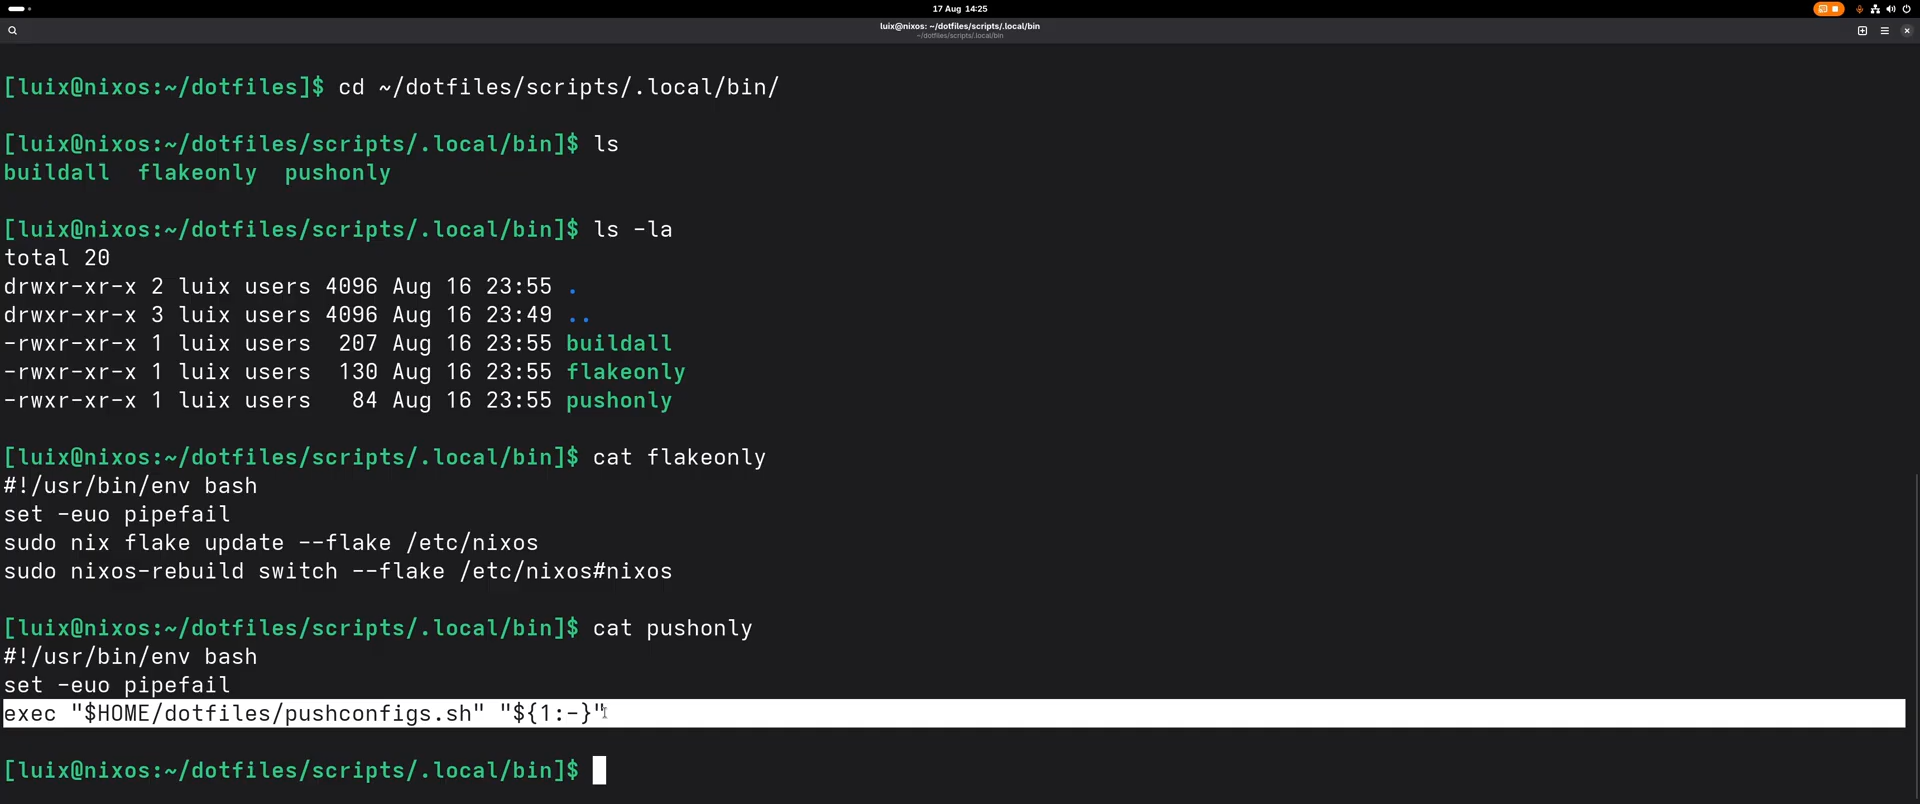 17 Aug 14:25
luix@nixos: ~/dotfiles/scripts/.local/bin
~/dotfiles/scripts/.local/bin
[luix@nixos:~/dotfiles]$ cd ~/dotfiles/scripts/.local/bin/
[luix@nixos:~/dotfiles/scripts/.local/bin]$ ls
buildall  flakeonly  pushonly
[luix@nixos:~/dotfiles/scripts/.local/bin]$ ls -la
total 20
drwxr-xr-x 2 luix users 4096 Aug 16 23:55 .
drwxr-xr-x 3 luix users 4096 Aug 16 23:49 ..
-rwxr-xr-x 1 luix users  207 Aug 16 23:55 buildall
-rwxr-xr-x 1 luix users  130 Aug 16 23:55 flakeonly
-rwxr-xr-x 1 luix users   84 Aug 16 23:55 pushonly
[luix@nixos:~/dotfiles/scripts/.local/bin]$ cat flakeonly
#!/usr/bin/env bash
set -euo pipefail
sudo nix flake update --flake /etc/nixos
sudo nixos-rebuild switch --flake /etc/nixos#nixos
[luix@nixos:~/dotfiles/scripts/.local/bin]$ cat pushonly
#!/usr/bin/env bash
set -euo pipefail
exec "$HOME/dotfiles/pushconfigs.sh" "${1:-}"
[luix@nixos:~/dotfiles/scripts/.local/bin]$